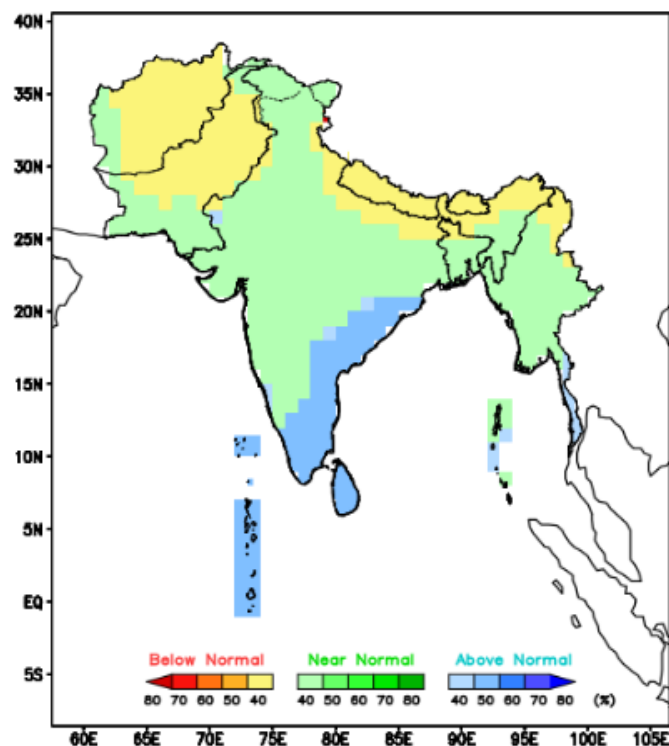 40N
35N
30N
25N
20N
15N
10N
5N
EQ
5S
Below Normal Near Normal Above Normal
80 70 60 50 40 40 50 60 70 80 40 50 60 70 80 (%)
60E 65E 70E 75E 80E 85E 90E 95E 100E 105E